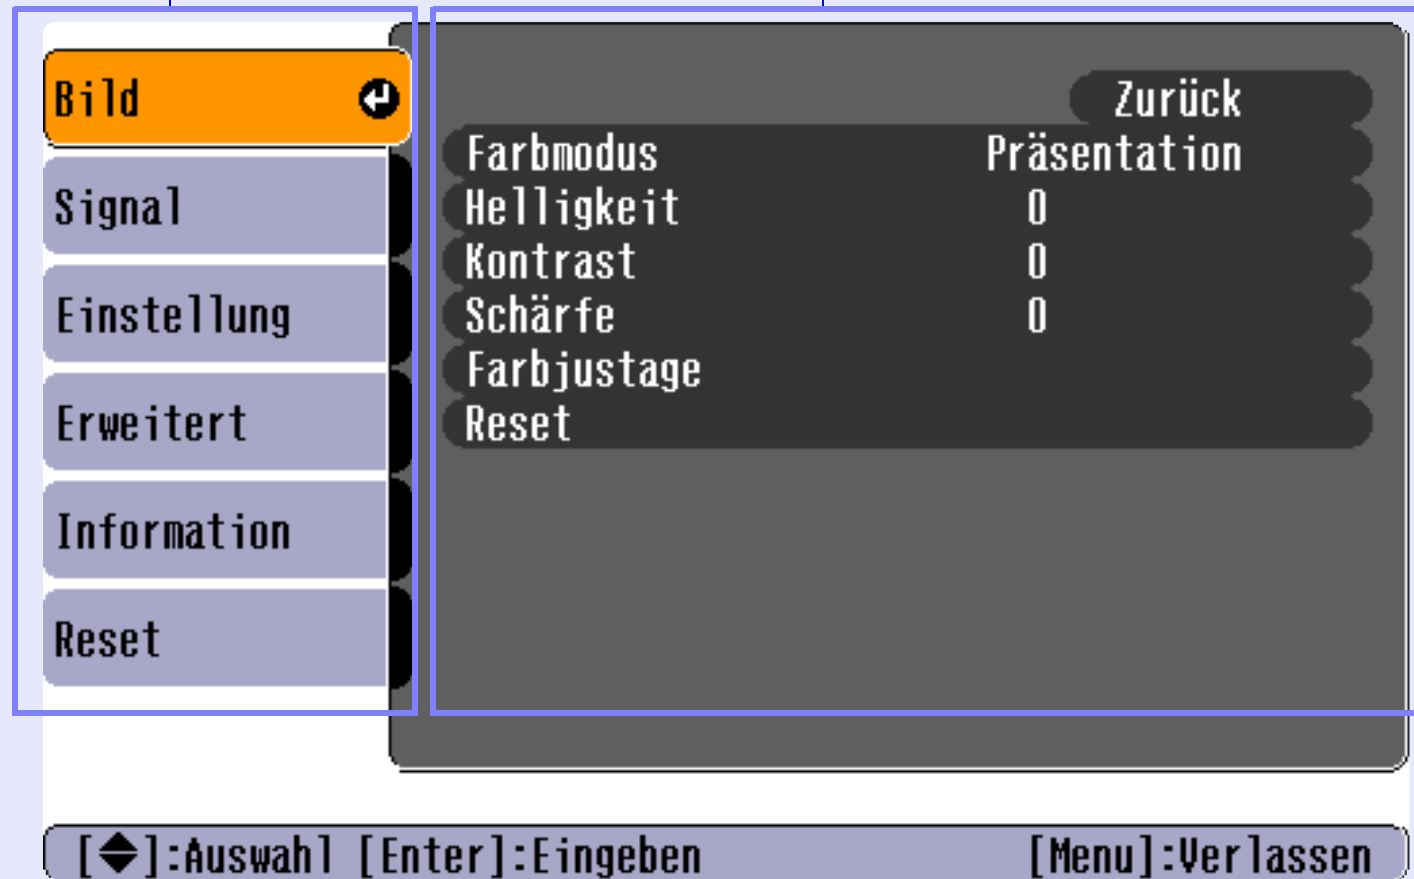 Bild
Signal
Einstellung
Erweitert
Information
Reset
Zurück
Farbmodus Präsentation
Helligkeit 0
Kontrast 0
Schärfe 0
Farbjustage
Reset
[◆]:Auswahl [Enter]:Eingeben [Menu]:Verlassen